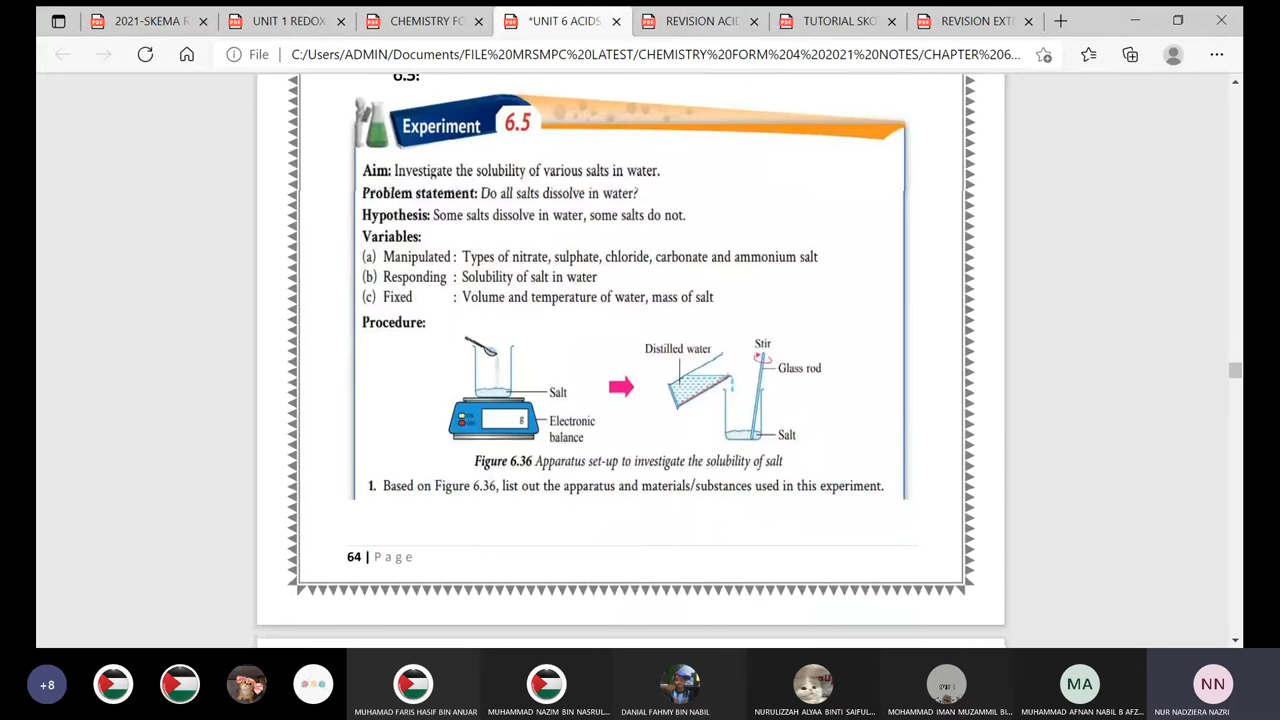 2021-SKEMA R
UNIT 1 REDOX
CHEMISTRY FO
*UNIT 6 ACIDS
REVISION ACID
TUTORIAL SKO
REVISION EXT
File
C:/Users/ADMIN/Documents/FILE%20MRSMPC%20LATEST/CHEMISTRY%20FORM%204%202021%20NOTES/CHAPTER%206...
6.5:
Experiment 6.5
Aim: Investigate the solubility of various salts in water.
Problem statement: Do all salts dissolve in water?
Hypothesis: Some salts dissolve in water, some salts do not.
Variables:
(a) Manipulated : Types of nitrate, sulphate, chloride, carbonate and ammonium salt
(b) Responding : Solubility of salt in water
(c) Fixed : Volume and temperature of water, mass of salt
Procedure:
Salt
g
Electronic
balance
Distilled water
Stir
Glass rod
Salt
Figure 6.36 Apparatus set-up to investigate the solubility of salt
1. Based on Figure 6.36, list out the apparatus and materials/substances used in this experiment.
64 | Page
+8
MUHAMAD FARIS HASIF BIN ANUAR
MUHAMMAD NAZIM BIN NASRUL...
DANIAL FAHMY BIN NABIL
NURULIZZAH ALYAA BINTI SAIFUL...
MOHAMMAD IMAN MUZAMMIL BI...
MA
MUHAMMAD AFNAN NABIL B AFZ...
NN
NUR NADZIERA NAZRI